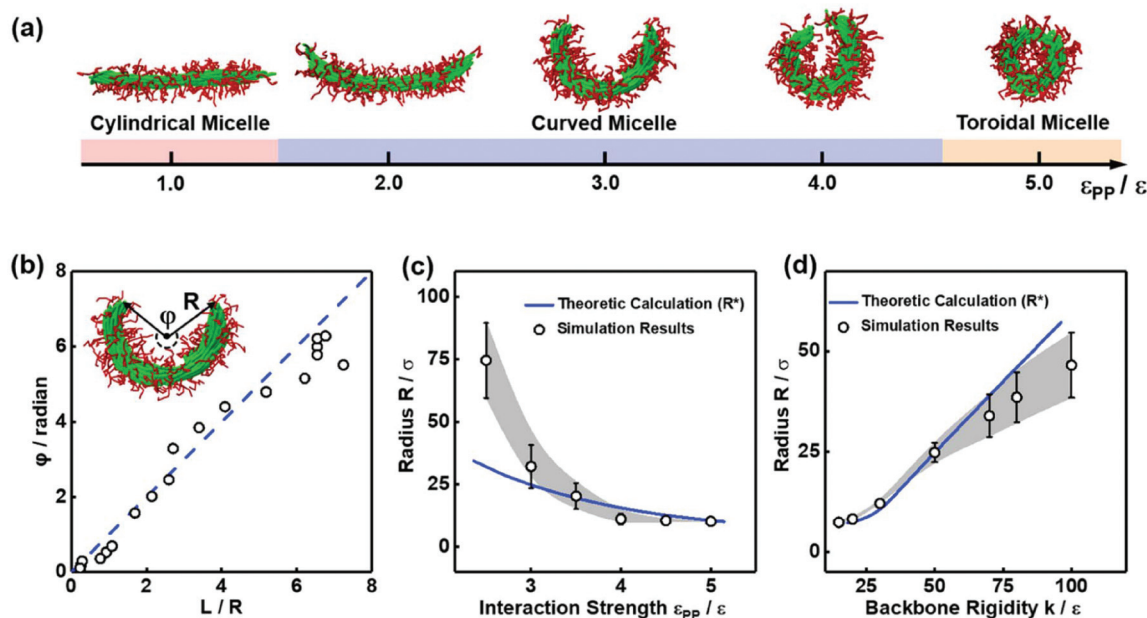 (a)
Cylindrical Micelle Curved Micelle Toroidal Micelle
1.0 2.0 3.0 4.0 5.0 εPP / ε
(b)
φ / radian
8
6
4
2
0
0 2 4 6 8
L / R
φ
R
(c)
Radius R / σ
100
75
50
25
0
3 4 5
Interaction Strength εPP / ε
Theoretic Calculation (R*)
Simulation Results
(d)
Radius R / σ
50
25
0
25 50 75 100
Backbone Rigidity k / ε
Theoretic Calculation (R*)
Simulation Results